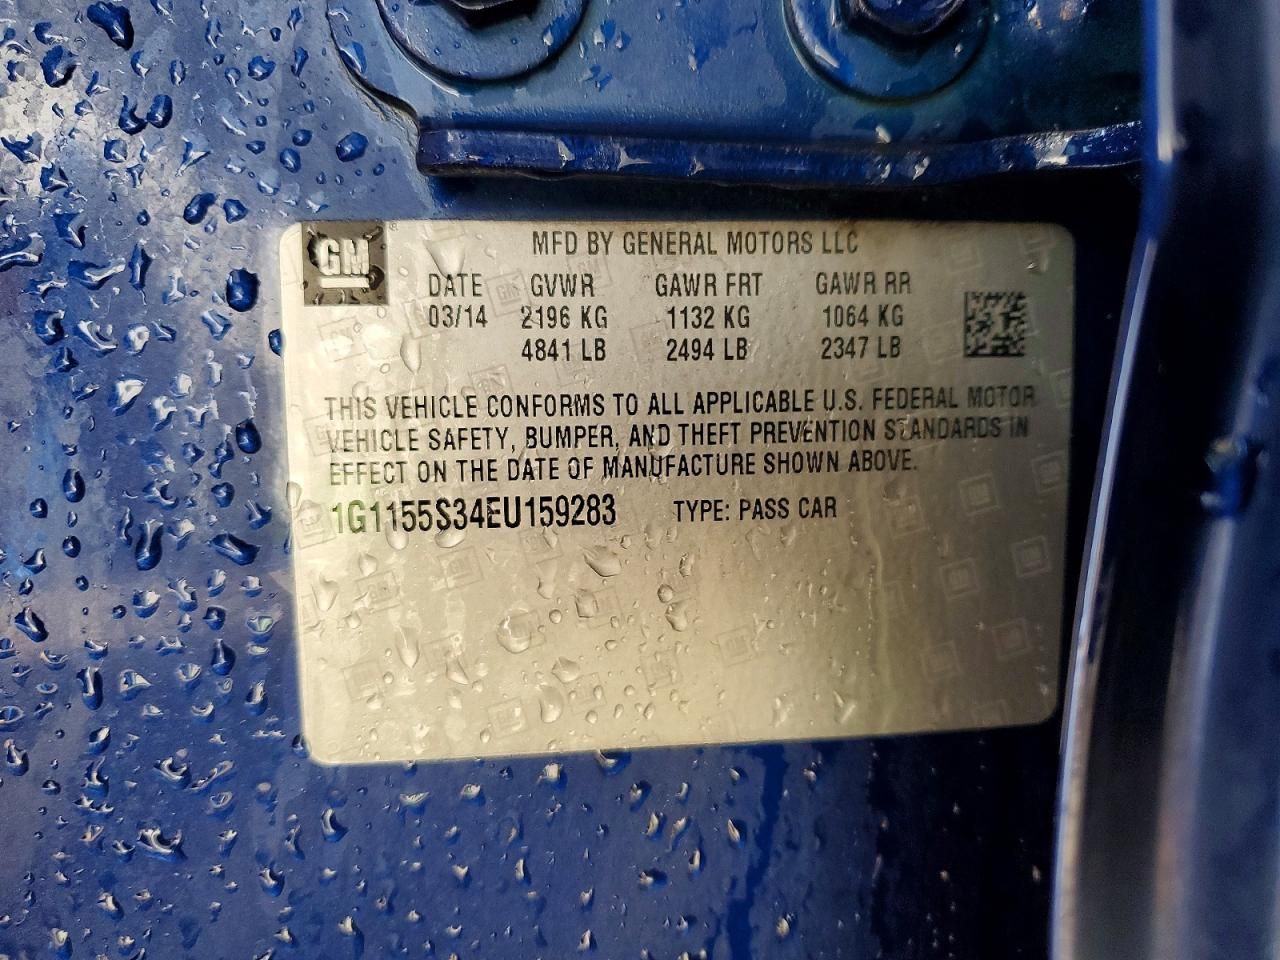 GM
MFD BY GENERAL MOTORS LLC
DATE GVWR GAWR FRT GAWR RR
03/14 2196 KG 1132 KG 1064 KG
4841 LB 2494 LB 2347 LB
THIS VEHICLE CONFORMS TO ALL APPLICABLE U.S. FEDERAL MOTOR
VEHICLE SAFETY, BUMPER, AND THEFT PREVENTION STANDARDS IN
EFFECT ON THE DATE OF MANUFACTURE SHOWN ABOVE.
1G1155S34EU159283 TYPE: PASS CAR